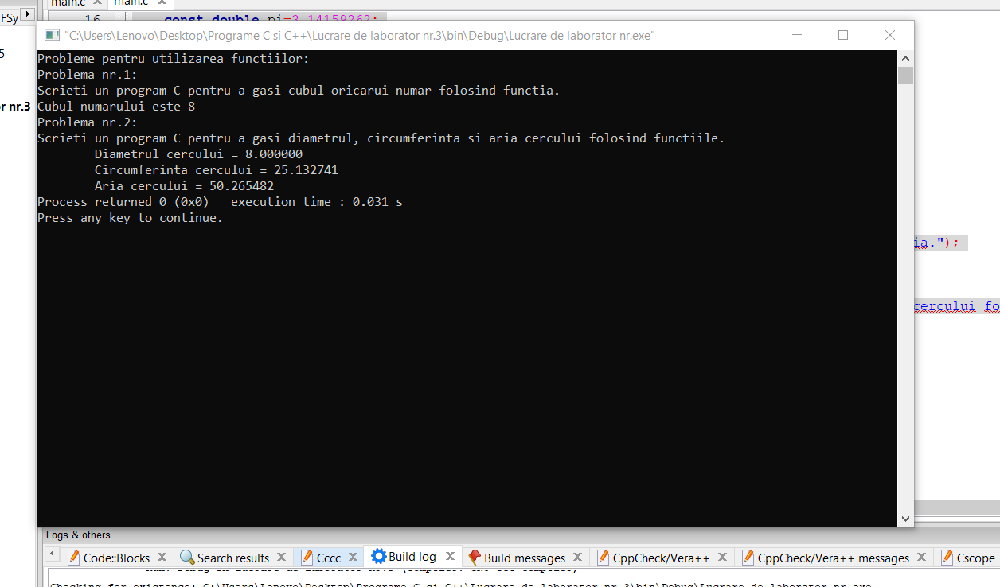 main.c
main.c
FSy
16 const double pi=3.14159262;
5
"C:\Users\Lenovo\Desktop\Programe C si C++\Lucrare de laborator nr.3\bin\Debug\Lucrare de laborator nr.exe"
Probleme pentru utilizarea functiilor:
Problema nr.1:
Scrieti un program C pentru a gasi cubul oricarui numar folosind functia.
or nr.3
Cubul numarului este 8
Problema nr.2:
Scrieti un program C pentru a gasi diametrul, circumferinta si aria cercului folosind functiile.
Diametrul cercului = 8.000000
Circumferinta cercului = 25.132741
Aria cercului = 50.265482
Process returned 0 (0x0)   execution time : 0.031 s
Press any key to continue.
ia.");
cercului fo
Logs & others
Code::Blocks
Search results
Cccc
Build log
Build messages
CppCheck/Vera++
CppCheck/Vera++ messages
Cscope
Checking for existence: C:\Users\Lenovo\Desktop\Programe C si C++\Lucrare de laborator nr.3\bin\Debug\Lucrare de laborator nr.exe